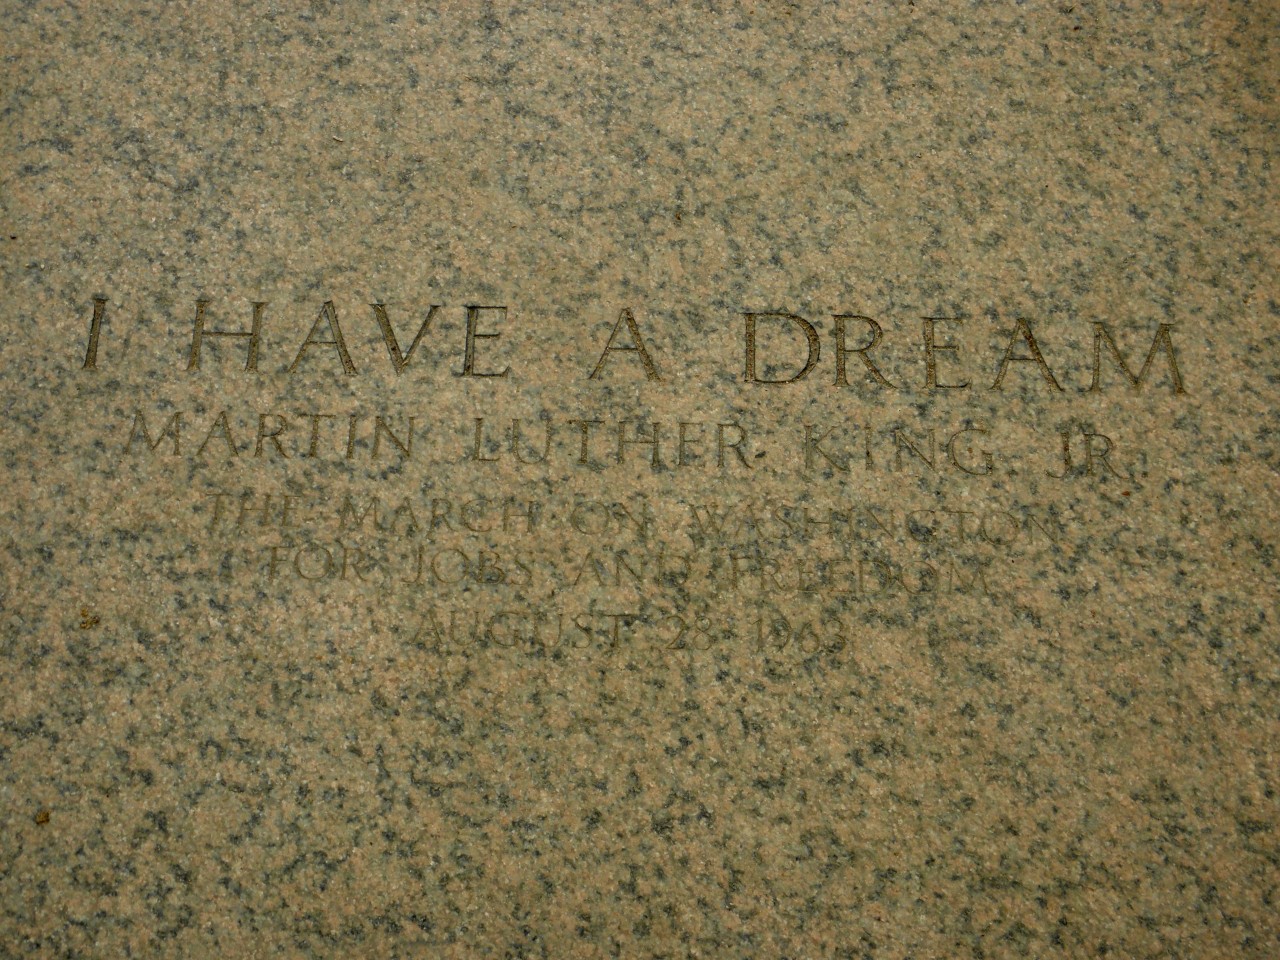 I HAVE A DREAM
MARTIN LUTHER KING JR
THE MARCH ON WASHINGTON
FOR JOBS AND FREEDOM
AUGUST 28 1963